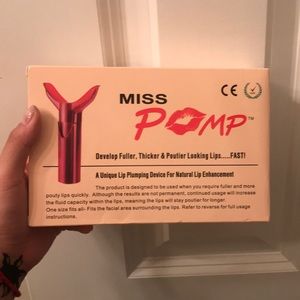 MISS
POMP™
CE
Develop Fuller, Thicker & Poutier Looking Lips.....FAST!
A Unique Lip Plumping Device For Natural Lip Enhancement
The product is designed to be used when you require fuller and more
pouty lips quickly. Although the results are not permanent, continued usage will increase
the fluid capacity within the lips, meaning the lips will stay poutier for longer.
One size fits all- Fits the facial area surrounding the lips. Refer to reverse for full usage
instructions.